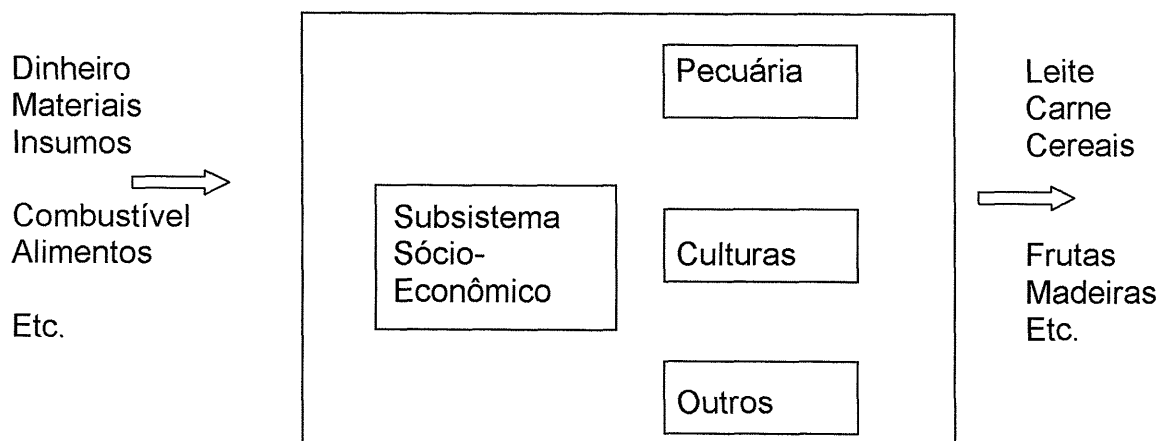 Dinheiro
Materiais
Insumos
Combustível
Alimentos
Etc.
Subsistema
Sócio-
Econômico
Pecuária
Culturas
Outros
Leite
Carne
Cereais
Frutas
Madeiras
Etc.